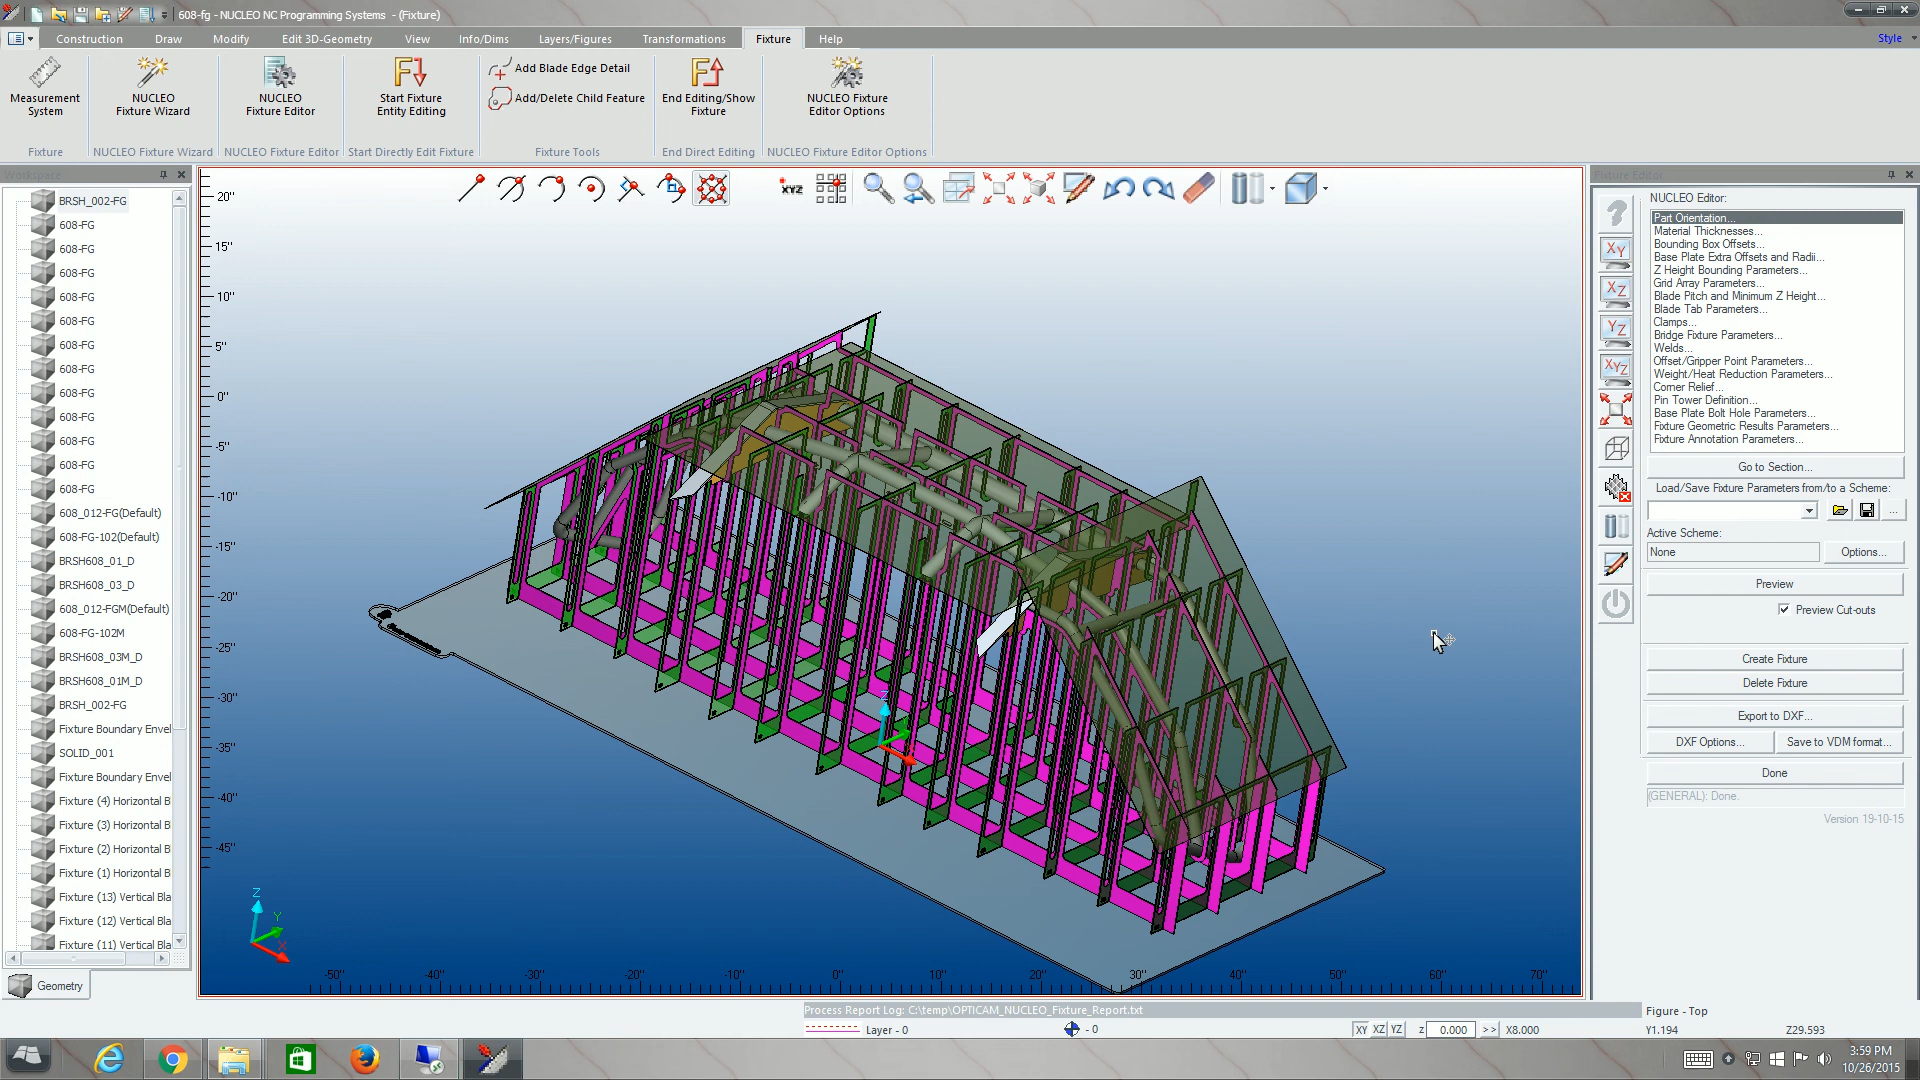 608-fg - NUCLEO NC Programming Systems - (Fixture)
Construction Draw Modify Edit 3D-Geometry View Info/Dims Layers/Figures Transformations Fixture Help
Style
Measurement System
NUCLEO Fixture Wizard
NUCLEO Fixture Editor
Start Fixture Entity Editing
Add Blade Edge Detail
Add/Delete Child Feature
End Editing/Show Fixture
NUCLEO Fixture Editor Options
Fixture
NUCLEO Fixture Wizard
NUCLEO Fixture Editor
Start Directly Edit Fixture
Fixture Tools
End Direct Editing
NUCLEO Fixture Editor Options
Workspace
BRSH_002-FG
608-FG
608-FG
608-FG
608-FG
608-FG
608-FG
608-FG
608-FG
608-FG
608-FG
608-FG
608-FG
608_012-FG(Default)
608-FG-102(Default)
BRSH608_01_D
BRSH608_03_D
608_012-FGM(Default)
608-FG-102M
BRSH608_03M_D
BRSH608_01M_D
BRSH_002-FG
Fixture Boundary Envel
SOLID_001
Fixture Boundary Envel
Fixture (4) Horizontal B
Fixture (3) Horizontal B
Fixture (2) Horizontal B
Fixture (1) Horizontal B
Fixture (13) Vertical Bla
Fixture (12) Vertical Bla
Fixture (11) Vertical Bla
Geometry
XYZ
20"
15"
10"
5"
0"
-5"
-10"
-15"
-20"
-25"
-30"
-35"
-40"
-45"
Z
Z
Y
X
-50" -40" -30" -20" -10" 0" 10" 20" 30" 40" 50" 60" 70"
Fixture Editor
XY
XZ
YZ
XYZ
NUCLEO Editor:
Part Orientation...
Material Thicknesses...
Bounding Box Offsets...
Base Plate Extra Offsets and Radii...
Z Height Bounding Parameters...
Grid Array Parameters...
Blade Pitch and Minimum Z Height...
Blade Tab Parameters...
Clamps...
Bridge Fixture Parameters...
Welds...
Offset/Gripper Point Parameters...
Weight/Heat Reduction Parameters...
Corner Relief...
Pin Tower Definition...
Base Plate Bolt Hole Parameters...
Fixture Geometric Results Parameters...
Fixture Annotation Parameters...
Go to Section...
Load/Save Fixture Parameters from/to a Scheme:
...
Active Scheme:
None Options...
Preview
Preview Cut-outs
Create Fixture
Delete Fixture
Export to DXF...
DXF Options... Save to VDM format...
Done
(GENERAL): Done.
Version 19-10-15
Process Report Log: C:\temp\OPTICAM_NUCLEO_Fixture_Report.txt
Figure - Top
Layer - 0 - 0 XY XZ YZ z 0.000 >> X8.000 Y1.194 Z29.593
3:59 PM
10/26/2015